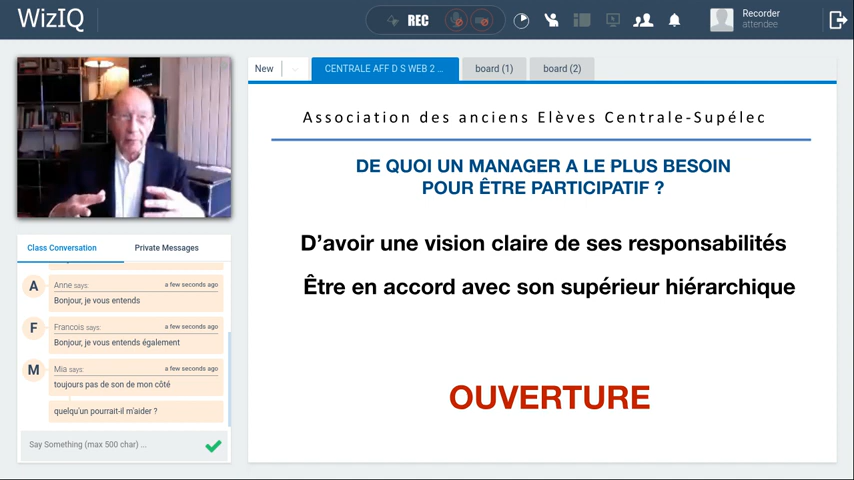 WizIQ
REC
Recorder
attendee
New
CENTRALE AFF D S WEB 2 ...
board (1)
board (2)
Association des anciens Elèves Centrale-Supélec
DE QUOI UN MANAGER A LE PLUS BESOIN
POUR ÊTRE PARTICIPATIF ?
D'avoir une vision claire de ses responsabilités
Être en accord avec son supérieur hiérarchique
OUVERTURE
Class Conversation
Private Messages
A
Anne says:
a few seconds ago
Bonjour, je vous entends
F
Francois says:
a few seconds ago
Bonjour, je vous entends également
M
Mia says:
a few seconds ago
toujours pas de son de mon côté
quelqu'un pourrait-il m'aider ?
Say Something (max 500 char) ...